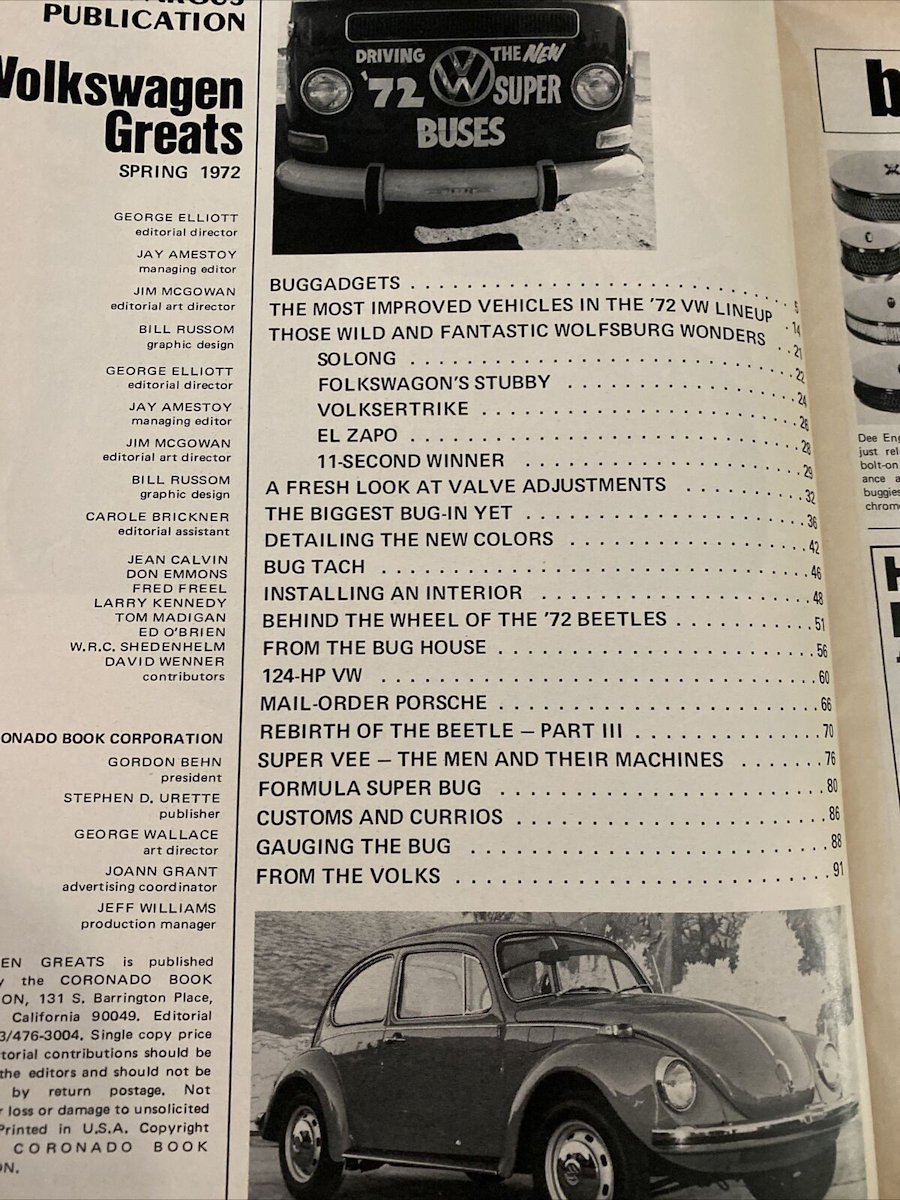 PUBLICATION
Volkswagen
Greats
SPRING 1972
GEORGE ELLIOTT
editorial director
JAY AMESTOY
managing editor
JIM MCGOWAN
editorial art director
BILL RUSSOM
graphic design
GEORGE ELLIOTT
editorial director
JAY AMESTOY
managing editor
JIM MCGOWAN
editorial art director
BILL RUSSOM
graphic design
CAROLE BRICKNER
editorial assistant
JEAN CALVIN
DON EMMONS
FRED FREEL
LARRY KENNEDY
TOM MADIGAN
ED O'BRIEN
W.R.C. SHEDENHELM
DAVID WENNER
contributors
ONADO BOOK CORPORATION
GORDON BEHN
president
STEPHEN D. URETTE
publisher
GEORGE WALLACE
art director
JOANN GRANT
advertising coordinator
JEFF WILLIAMS
production manager
EN GREATS is published
y the CORONADO BOOK
ON, 131 S. Barrington Place,
California 90049. Editorial
3/476-3004. Single copy price
torial contributions should be
the editors and should not be
by return postage. Not
r loss or damage to unsolicited
Printed in U.S.A. Copyright
CORONADO BOOK
ON.
DRIVING THE NEW
'72 VW SUPER
BUSES
BUGGADGETS . . . . . . . . . . . . . . . . . . . . . . . . . . . . . . 5
THE MOST IMPROVED VEHICLES IN THE '72 VW LINEUP . 14
THOSE WILD AND FANTASTIC WOLFSBURG WONDERS . . 21
SOLONG . . . . . . . . . . . . . . . . . . . . . . . . . . . . . . 22
FOLKSWAGON'S STUBBY . . . . . . . . . . . . . . . . . . 24
VOLKSERTRIKE . . . . . . . . . . . . . . . . . . . . . . . . . 26
EL ZAPO . . . . . . . . . . . . . . . . . . . . . . . . . . . . . . 28
11-SECOND WINNER . . . . . . . . . . . . . . . . . . . . . . 29
A FRESH LOOK AT VALVE ADJUSTMENTS . . . . . . . . . . 32
THE BIGGEST BUG-IN YET . . . . . . . . . . . . . . . . . . . . . . 36
DETAILING THE NEW COLORS . . . . . . . . . . . . . . . . . . . 42
BUG TACH . . . . . . . . . . . . . . . . . . . . . . . . . . . . . . . . . 46
INSTALLING AN INTERIOR . . . . . . . . . . . . . . . . . . . . . 48
BEHIND THE WHEEL OF THE '72 BEETLES . . . . . . . . . . 51
FROM THE BUG HOUSE . . . . . . . . . . . . . . . . . . . . . . . . 56
124-HP VW . . . . . . . . . . . . . . . . . . . . . . . . . . . . . . . . . 60
MAIL-ORDER PORSCHE . . . . . . . . . . . . . . . . . . . . . . . . 66
REBIRTH OF THE BEETLE – PART III . . . . . . . . . . . . . . . 70
SUPER VEE – THE MEN AND THEIR MACHINES . . . . . . . 76
FORMULA SUPER BUG . . . . . . . . . . . . . . . . . . . . . . . . . 80
CUSTOMS AND CURRIOS . . . . . . . . . . . . . . . . . . . . . . . 86
GAUGING THE BUG . . . . . . . . . . . . . . . . . . . . . . . . . . . 88
FROM THE VOLKS . . . . . . . . . . . . . . . . . . . . . . . . . . . . 91
b
Dee Eng
just rel
bolt-on
ance a
buggies
chrom
H